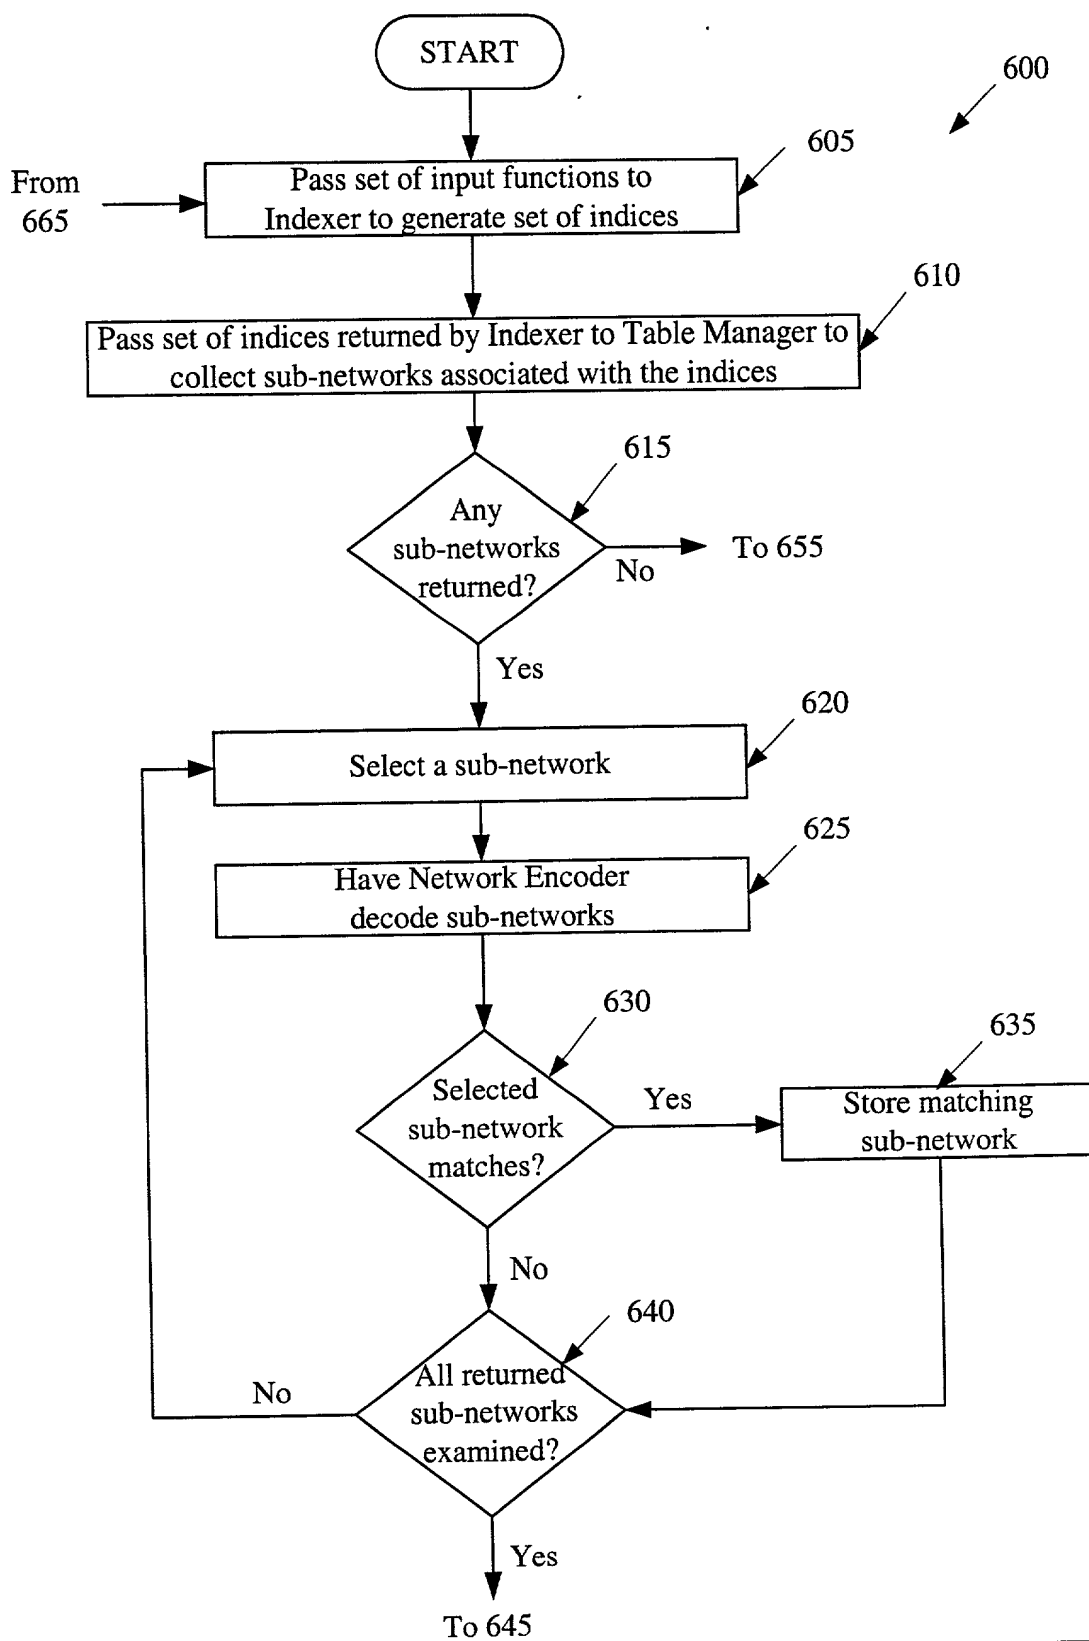 START
600
605
From
665
Pass set of input functions to
Indexer to generate set of indices
610
Pass set of indices returned by Indexer to Table Manager to
collect sub-networks associated with the indices
615
Any
sub-networks
returned?
No
To 655
Yes
620
Select a sub-network
625
Have Network Encoder
decode sub-networks
630
635
Selected
sub-network
matches?
Yes
Store matching
sub-network
No
640
All returned
sub-networks
examined?
No
Yes
To 645